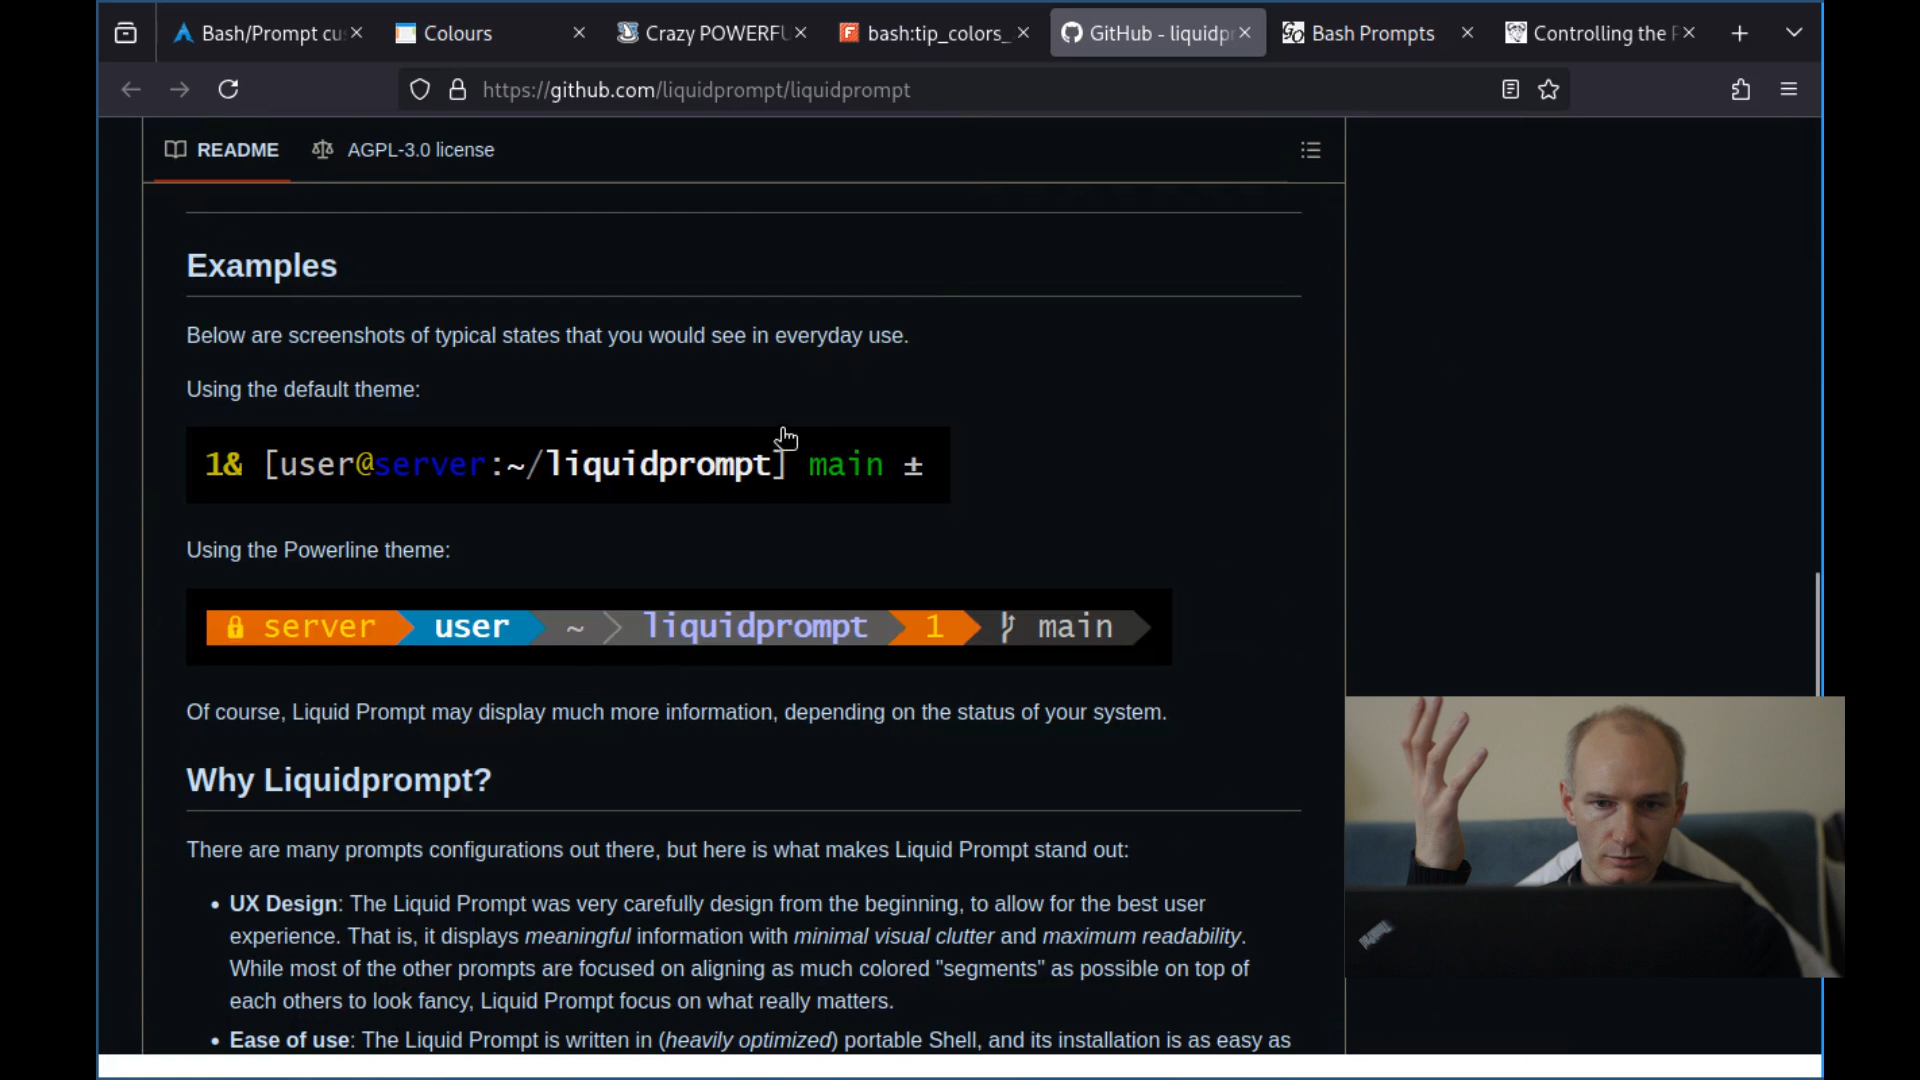 Bash/Prompt cu
Colours
Crazy POWERFU
bash:tip_colors_
GitHub - liquidp
Bash Prompts
Controlling the P
https://github.com/liquidprompt/liquidprompt
README
AGPL-3.0 license
Examples
Below are screenshots of typical states that you would see in everyday use.
Using the default theme:
1& [user@server:~/liquidprompt] main ±
Using the Powerline theme:
server user ~ liquidprompt 1 main
Of course, Liquid Prompt may display much more information, depending on the status of your system.
Why Liquidprompt?
There are many prompts configurations out there, but here is what makes Liquid Prompt stand out:
• UX Design: The Liquid Prompt was very carefully design from the beginning, to allow for the best user
experience. That is, it displays meaningful information with minimal visual clutter and maximum readability.
While most of the other prompts are focused on aligning as much colored "segments" as possible on top of
each others to look fancy, Liquid Prompt focus on what really matters.
• Ease of use: The Liquid Prompt is written in (heavily optimized) portable Shell, and its installation is as easy as